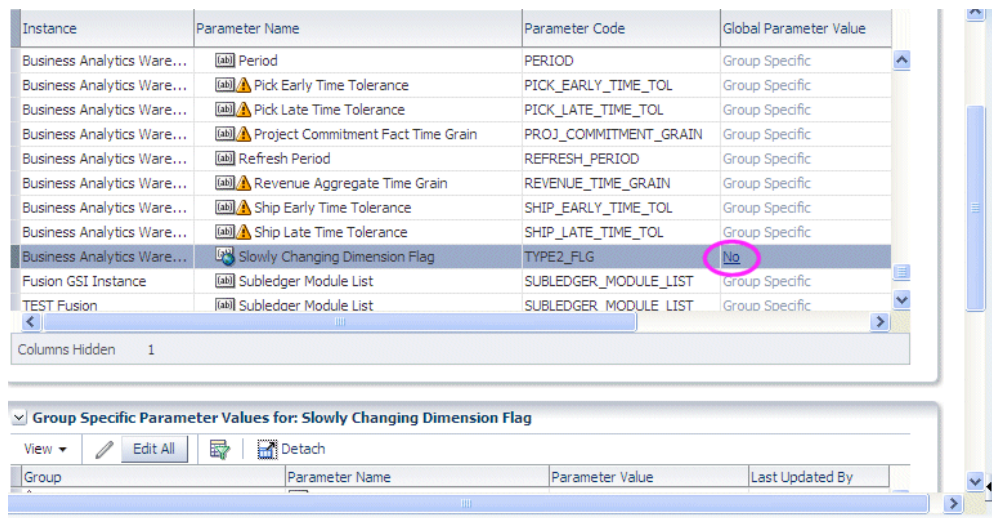 Instance Parameter Name Parameter Code Global Parameter Value
Business Analytics Ware... Period PERIOD Group Specific
Business Analytics Ware... Pick Early Time Tolerance PICK_EARLY_TIME_TOL Group Specific
Business Analytics Ware... Pick Late Time Tolerance PICK_LATE_TIME_TOL Group Specific
Business Analytics Ware... Project Commitment Fact Time Grain PROJ_COMMITMENT_GRAIN Group Specific
Business Analytics Ware... Refresh Period REFRESH_PERIOD Group Specific
Business Analytics Ware... Revenue Aggregate Time Grain REVENUE_TIME_GRAIN Group Specific
Business Analytics Ware... Ship Early Time Tolerance SHIP_EARLY_TIME_TOL Group Specific
Business Analytics Ware... Ship Late Time Tolerance SHIP_LATE_TIME_TOL Group Specific
Business Analytics Ware... Slowly Changing Dimension Flag TYPE2_FLG No
Fusion GSI Instance Subledger Module List SUBLEDGER_MODULE_LIST Group Specific
TEST Fusion Subledger Module List SUBLEDGER_MODULE_LIST Group Specific
Columns Hidden 1
Group Specific Parameter Values for: Slowly Changing Dimension Flag
View Edit All Detach
Group Parameter Name Parameter Value Last Updated By